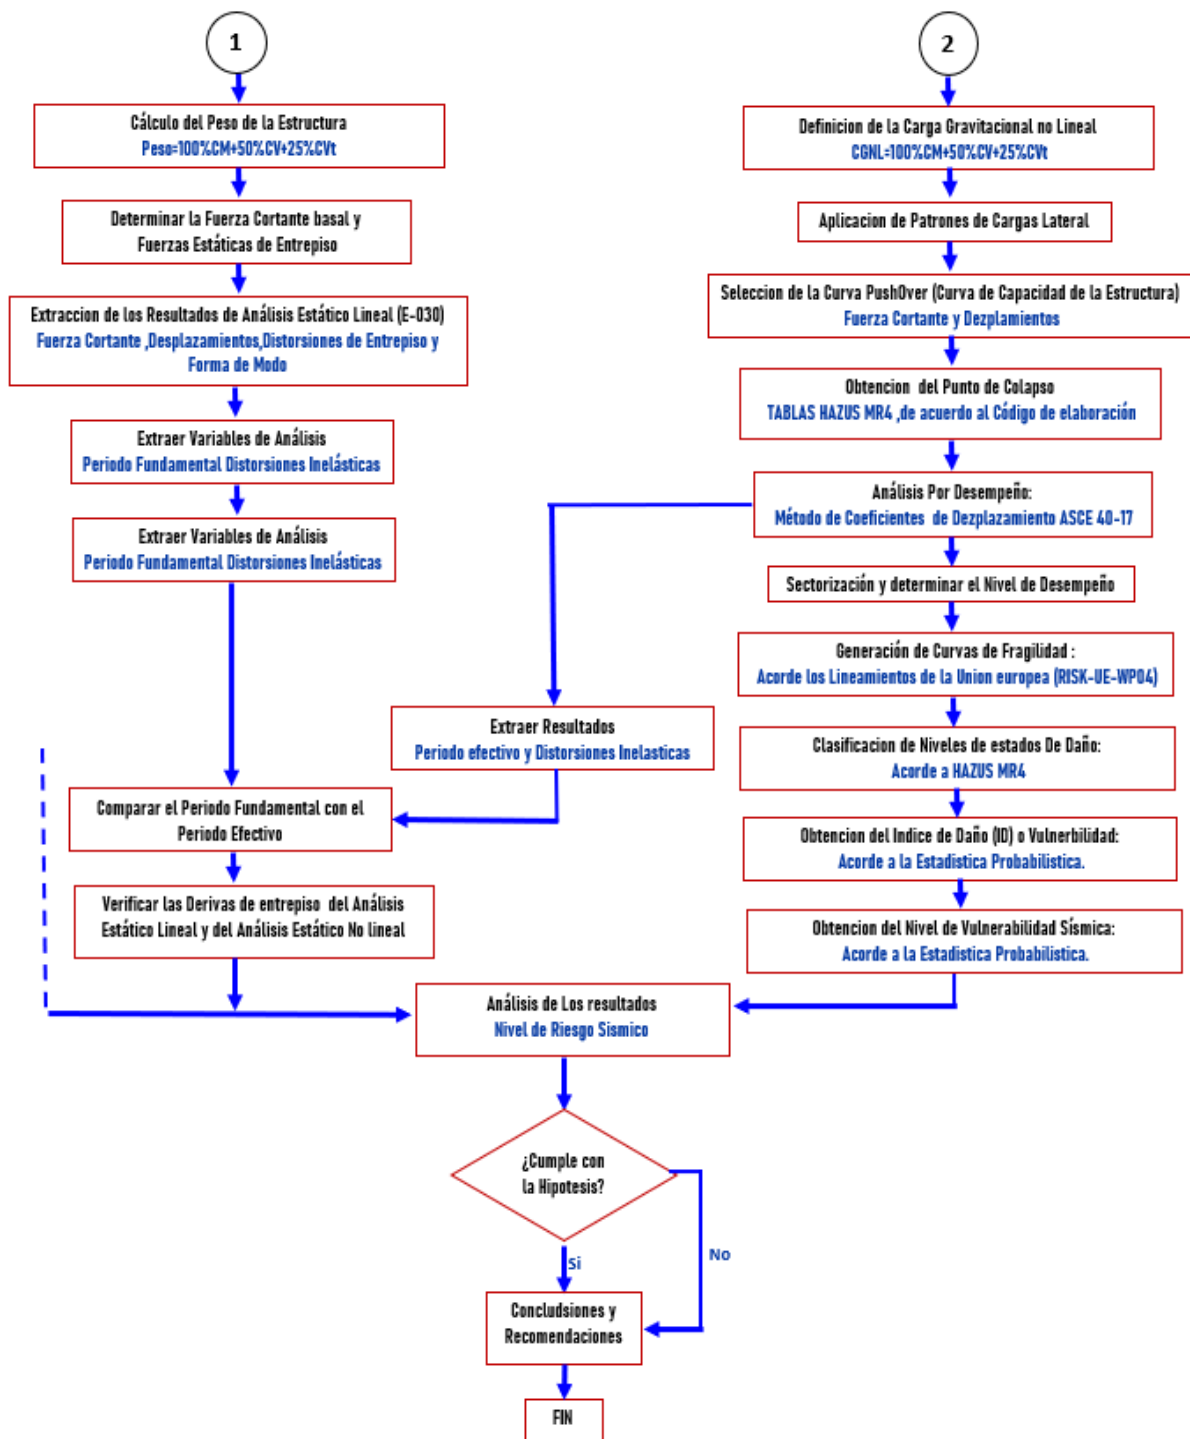 1
Cálculo del Peso de la Estructura
Peso=100%CM+50%CV+25%CVt
Determinar la Fuerza Cortante basal y
Fuerzas Estáticas de Entrepiso
Extraccion de los Resultados de Análisis Estático Lineal (E-030)
Fuerza Cortante ,Desplazamientos,Distorsiones de Entrepiso y
Forma de Modo
Extraer Variables de Análisis
Periodo Fundamental Distorsiones Inelásticas
Extraer Variables de Análisis
Periodo Fundamental Distorsiones Inelásticas
Comparar el Periodo Fundamental con el
Periodo Efectivo
Verificar las Derivas de entrepiso del Análisis
Estático Lineal y del Análisis Estático No lineal
2
Definicion de la Carga Gravitacional no Lineal
CGNL=100%CM+50%CV+25%CVt
Aplicacion de Patrones de Cargas Lateral
Seleccion de la Curva PushOver (Curva de Capacidad de la Estructura)
Fuerza Cortante y Dezplamientos
Obtencion del Punto de Colapso
TABLAS HAZUS MR4 ,de acuerdo al Código de elaboración
Análisis Por Desempeño:
Método de Coeficientes de Dezplazamiento ASCE 40-17
Sectorización y determinar el Nivel de Desempeño
Generación de Curvas de Fragilidad :
Acorde los Lineamientos de la Union europea (RISK-UE-WP04)
Extraer Resultados
Periodo efectivo y Distorsiones Inelasticas
Clasificacion de Niveles de estados De Daño:
Acorde a HAZUS MR4
Obtencion del Indice de Daño (ID) o Vulnerbilidad:
Acorde a la Estadistica Probabilistica.
Obtencion del Nivel de Vulnerabilidad Sísmica:
Acorde a la Estadistica Probabilistica.
Análisis de Los resultados
Nivel de Riesgo Sismico
¿Cumple con
la Hipotesis?
No
Si
Concludsiones y
Recomendaciones
FIN